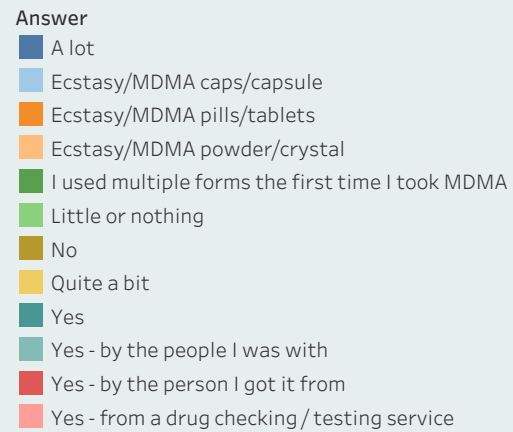 Answer
A lot
Ecstasy/MDMA caps/capsule
Ecstasy/MDMA pills/tablets
Ecstasy/MDMA powder/crystal
I used multiple forms the first time I took MDMA
Little or nothing
No
Quite a bit
Yes
Yes - by the people I was with
Yes - by the person I got it from
Yes - from a drug checking / testing service